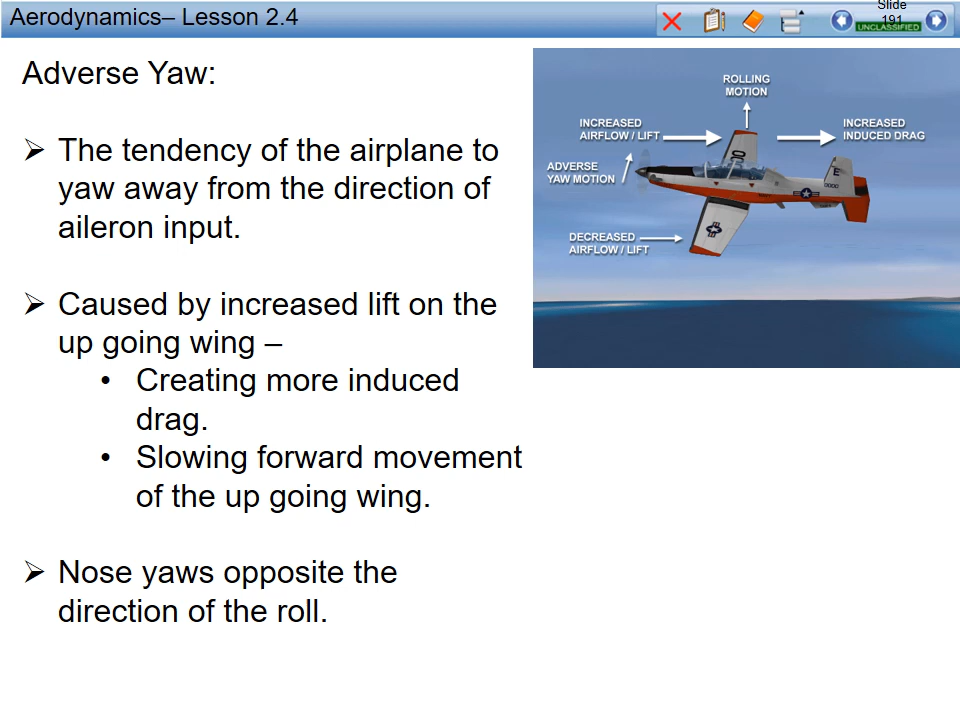 Aerodynamics– Lesson 2.4
Slide
191
UNCLASSIFIED
Adverse Yaw:
➢ The tendency of the airplane to
yaw away from the direction of
aileron input.
➢ Caused by increased lift on the
up going wing –
• Creating more induced
drag.
• Slowing forward movement
of the up going wing.
➢ Nose yaws opposite the
direction of the roll.
ROLLING
MOTION
INCREASED
AIRFLOW / LIFT
INCREASED
INDUCED DRAG
ADVERSE
YAW MOTION
DECREASED
AIRFLOW / LIFT
E